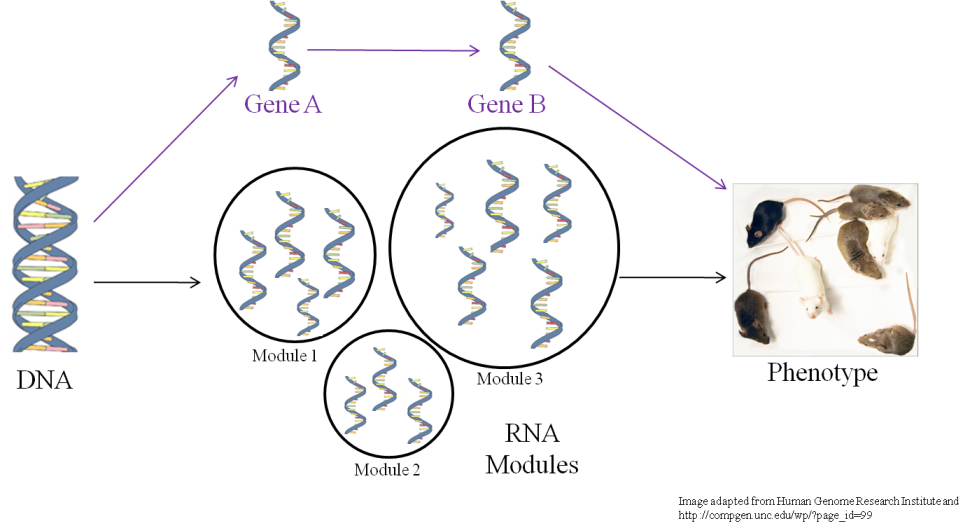 Gene A
Gene B
DNA
Module 1
Module 3
Phenotype
Module 2
RNA
Modules
Image adapted from Human Genome Research Institute and
http://compgen.unc.edu/wp/?page_id=99